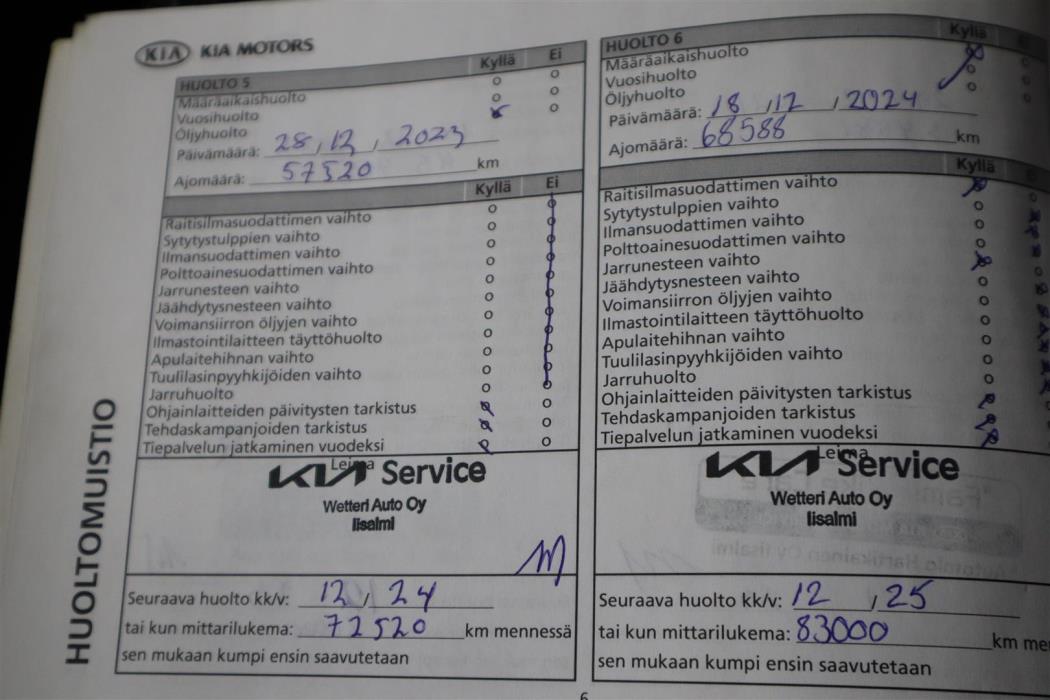 KIA KIA MOTORS
HUOLTO 5 Kyllä Ei
Määräaikaishuolto
Vuosihuolto
Öljyhuolto
Päivämäärä: 28, 12, 2023
Ajomäärä: 57520 km
Kyllä Ei
Raitisilmasuodattimen vaihto
Sytytystulppien vaihto
Ilmansuodattimen vaihto
Polttoainesuodattimen vaihto
Jarrunesteen vaihto
Jäähdytysnesteen vaihto
Voimansiirron öljyjen vaihto
Ilmastointilaitteen täyttöhuolto
Apulaitehihnan vaihto
Tuulilasinpyyhkijöiden vaihto
Jarruhuolto
Ohjainlaitteiden päivitysten tarkistus
Tehdaskampanjoiden tarkistus
Tiepalvelun jatkaminen vuodeksi
Leima
KIA Service
Wetteri Auto Oy
Iisalmi
Seuraava huolto kk/v: 12, 24
tai kun mittarilukema: 72520 km mennessä
sen mukaan kumpi ensin saavutetaan
HUOLTO 6 Kyllä
Määräaikaishuolto
Vuosihuolto
Öljyhuolto
Päivämäärä: 18, 12, 2024
Ajomäärä: 68588 km
Kyllä
Raitisilmasuodattimen vaihto
Sytytystulppien vaihto
Ilmansuodattimen vaihto
Polttoainesuodattimen vaihto
Jarrunesteen vaihto
Jäähdytysnesteen vaihto
Voimansiirron öljyjen vaihto
Ilmastointilaitteen täyttöhuolto
Apulaitehihnan vaihto
Tuulilasinpyyhkijöiden vaihto
Jarruhuolto
Ohjainlaitteiden päivitysten tarkistus
Tehdaskampanjoiden tarkistus
Tiepalvelun jatkaminen vuodeksi
Leima
KIA Service
Wetteri Auto Oy
Iisalmi
Seuraava huolto kk/v: 12, 25
tai kun mittarilukema: 83000 km me
sen mukaan kumpi ensin saavutetaan
HUOLTOMUISTIO
6